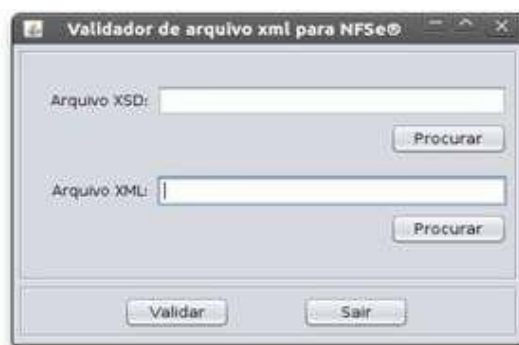 Validador de arquivo xml para NFSe®
Arquivo XSD:
Procurar
Arquivo XML:
Procurar
Validar
Sair